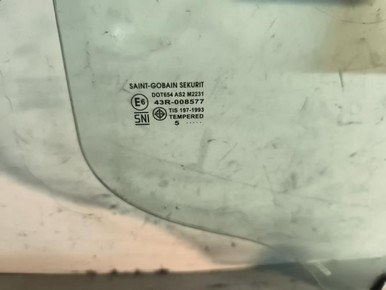 SAINT-GOBAIN SEKURIT
DOT654 AS2 M2231
E6 43R-008577
SNI TIS 197-1993
TEMPERED
5 .....